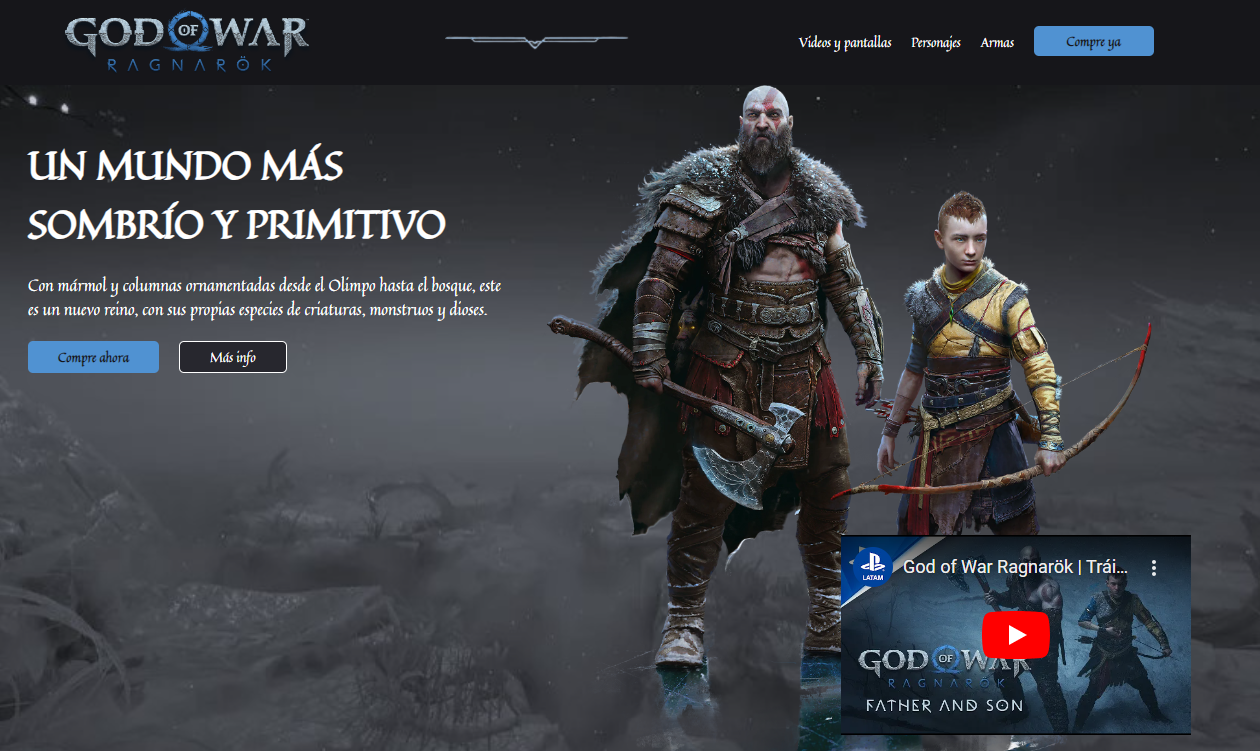 GOD OF WAR
RAGNARÖK
Videos y pantallas Personajes Armas Compre ya
UN MUNDO MÁS
SOMBRÍO Y PRIMITIVO
Con mármol y columnas ornamentadas desde el Olimpo hasta el bosque, este
es un nuevo reino, con sus propias especies de criaturas, monstruos y dioses.
Compre ahora Más info
LATAM
God of War Ragnarök | Trái...
GOD OF WAR
RAGNARÖK
FATHER AND SON